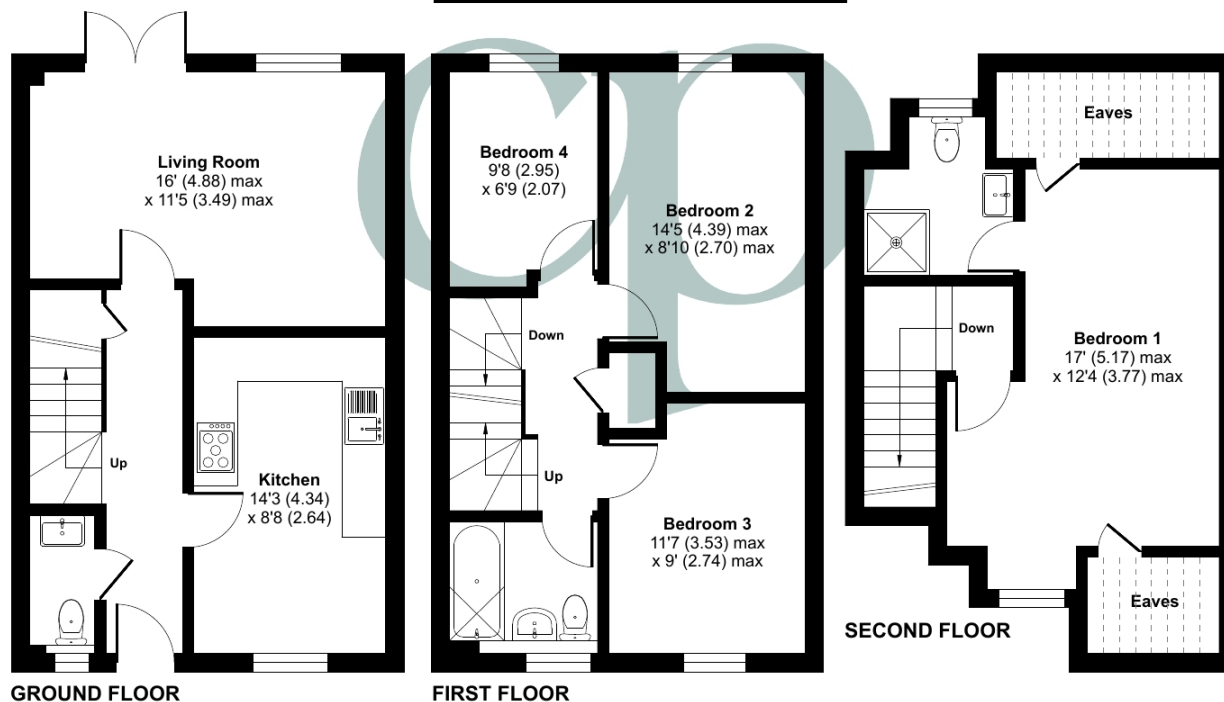 Living Room
16' (4.88) max
x 11'5 (3.49) max
Up
Kitchen
14'3 (4.34)
x 8'8 (2.64)
GROUND FLOOR
cp
Bedroom 4
9'8 (2.95)
x 6'9 (2.07)
Bedroom 2
14'5 (4.39) max
x 8'10 (2.70) max
Down
Up
Bedroom 3
11'7 (3.53) max
x 9' (2.74) max
FIRST FLOOR
Eaves
Down
Bedroom 1
17' (5.17) max
x 12'4 (3.77) max
Eaves
SECOND FLOOR